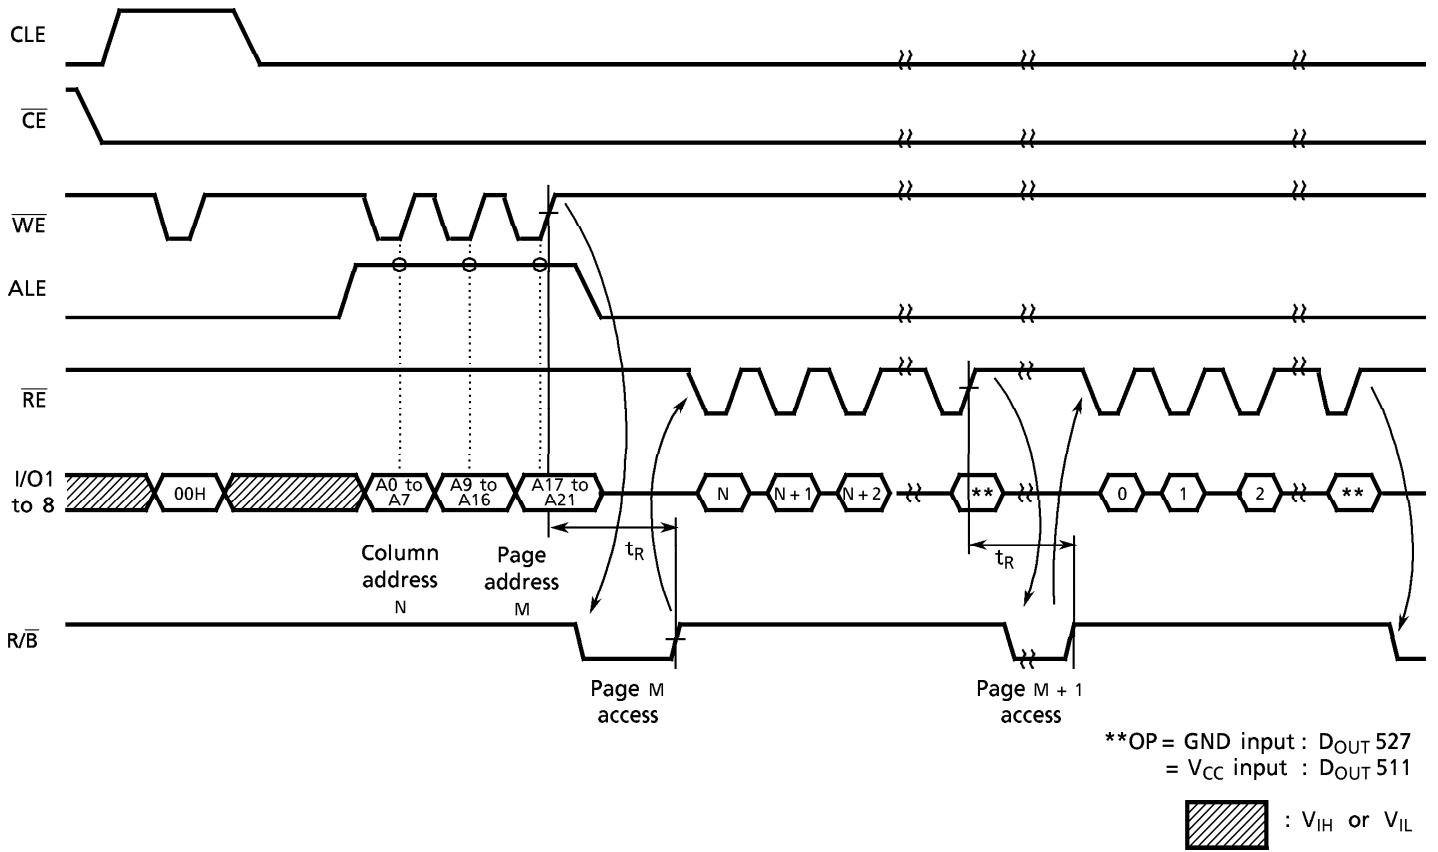 CLE
CE
WE
ALE
RE
I/O1
to 8
00H
A0 to
A7
A9 to
A16
A17 to
A21
N
N + 1
N + 2
**
0
1
2
**
tR
tR
Column
address
N
Page
address
M
R/B
Page M
access
Page M + 1
access
**OP = GND input : DOUT 527
= VCC input : DOUT 511
: VIH or VIL